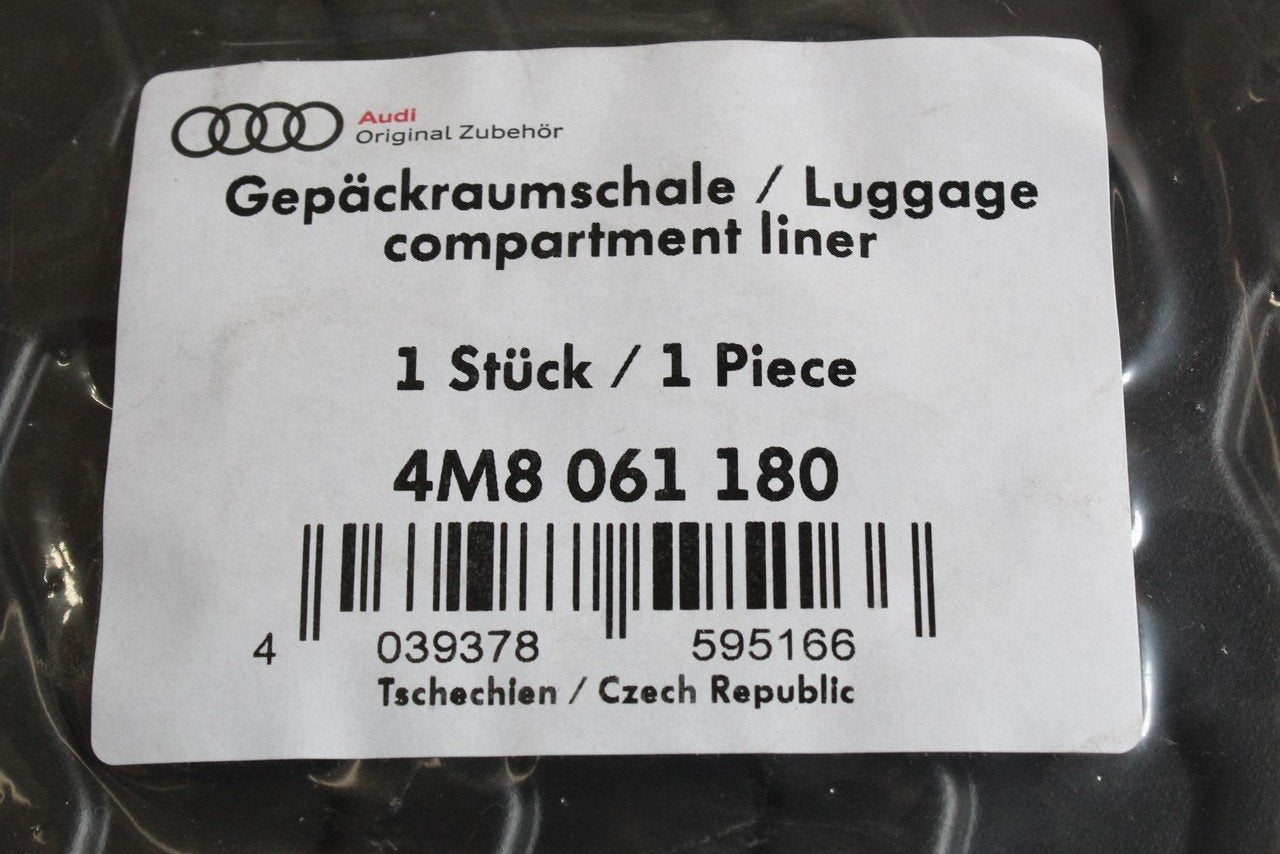 Audi
Original Zubehör
Gepäckraumschale / Luggage
compartment liner
1 Stück / 1 Piece
4M8 061 180
4 039378 595166
Tschechien / Czech Republic